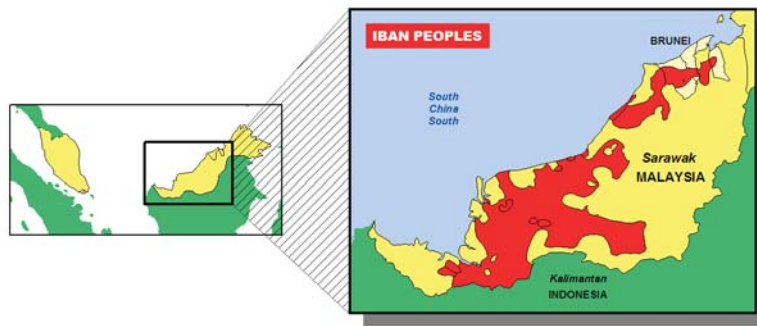 IBAN PEOPLES
BRUNEI
South
China
South
Sarawak
MALAYSIA
Kalimantan
INDONESIA